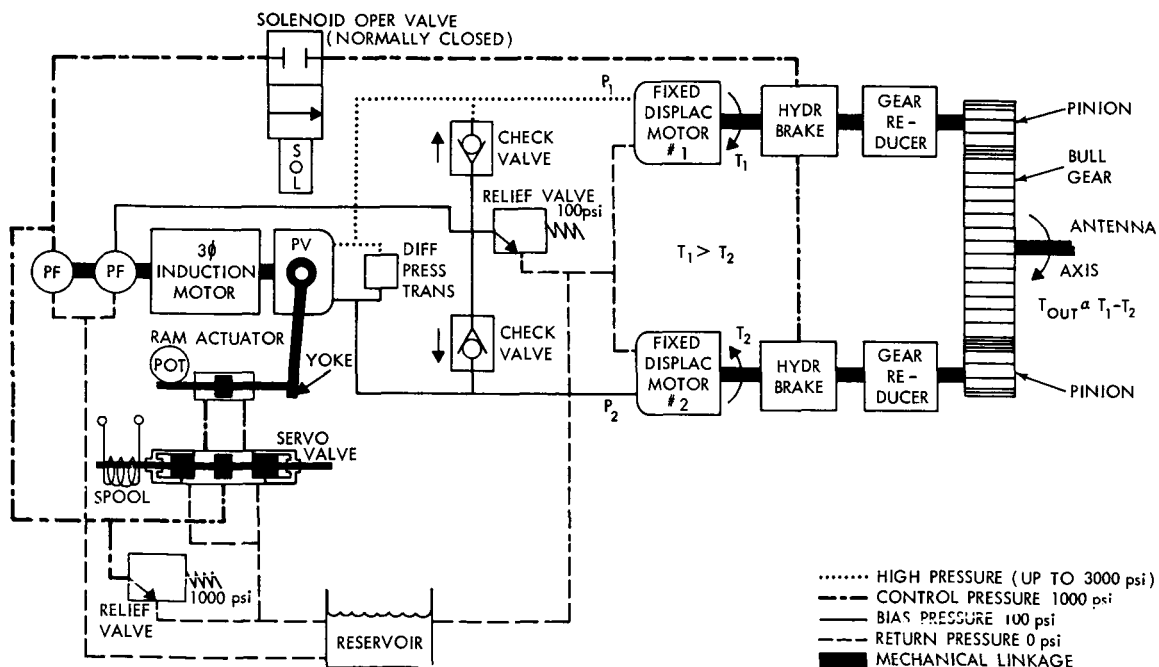 SOLENOID OPER VALVE
(NORMALLY CLOSED)
SOL
P1
FIXED
DISPLAC
MOTOR
# 1
T1
HYDR
BRAKE
GEAR
RE-
DUCER
PINION
BULL
GEAR
ANTENNA
AXIS
TOUT α T1-T2
PINION
CHECK
VALVE
RELIEF VALVE
100psi
T1 > T2
PF
PF
3ϕ
INDUCTION
MOTOR
PV
DIFF
PRESS
TRANS
CHECK
VALVE
RAM ACTUATOR
POT
YOKE
P2
FIXED
DISPLAC
MOTOR
# 2
T2
HYDR
BRAKE
GEAR
RE-
DUCER
SERVO
VALVE
SPOOL
1000 psi
RELIEF
VALVE
RESERVOIR
HIGH PRESSURE (UP TO 3000 psi)
CONTROL PRESSURE 1000 psi
BIAS PRESSURE 100 psi
RETURN PRESSURE 0 psi
MECHANICAL LINKAGE